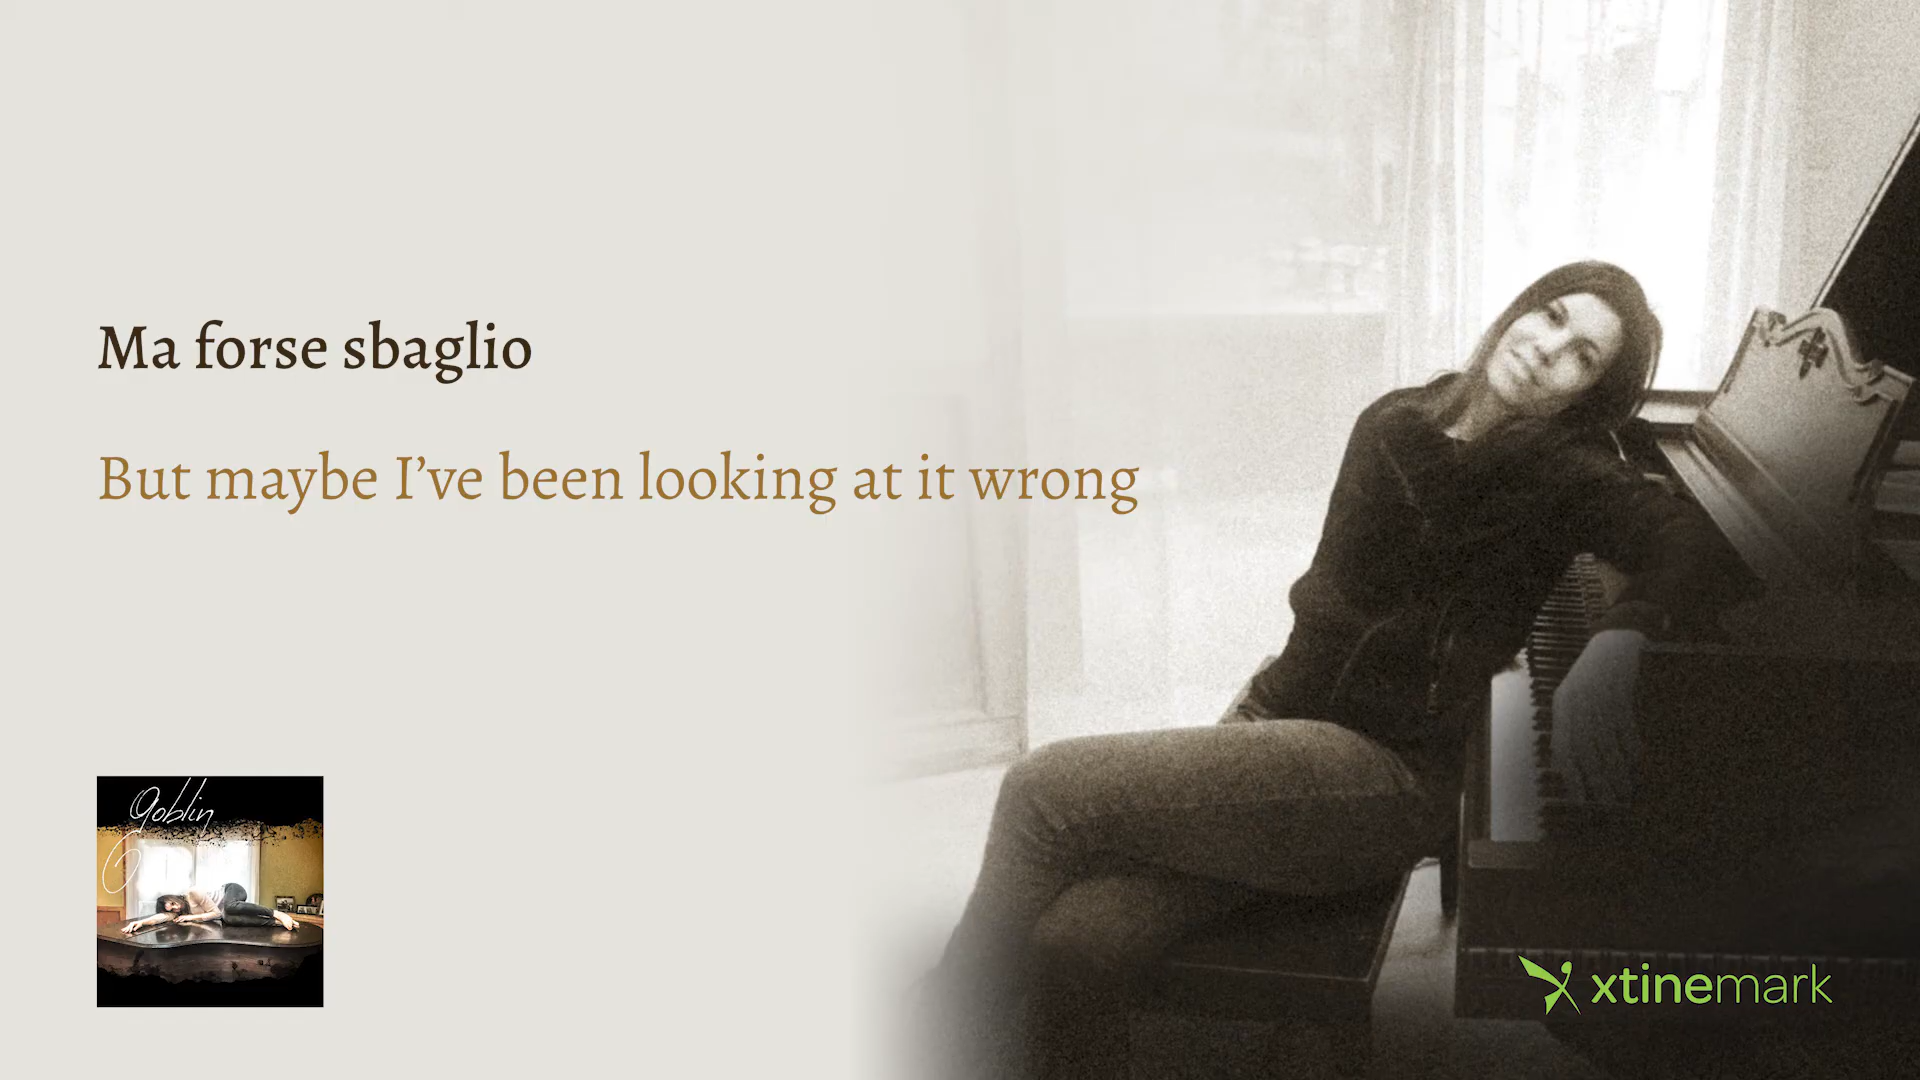 Ma forse sbaglio
But maybe I’ve been looking at it wrong
Goblin
xtinemark